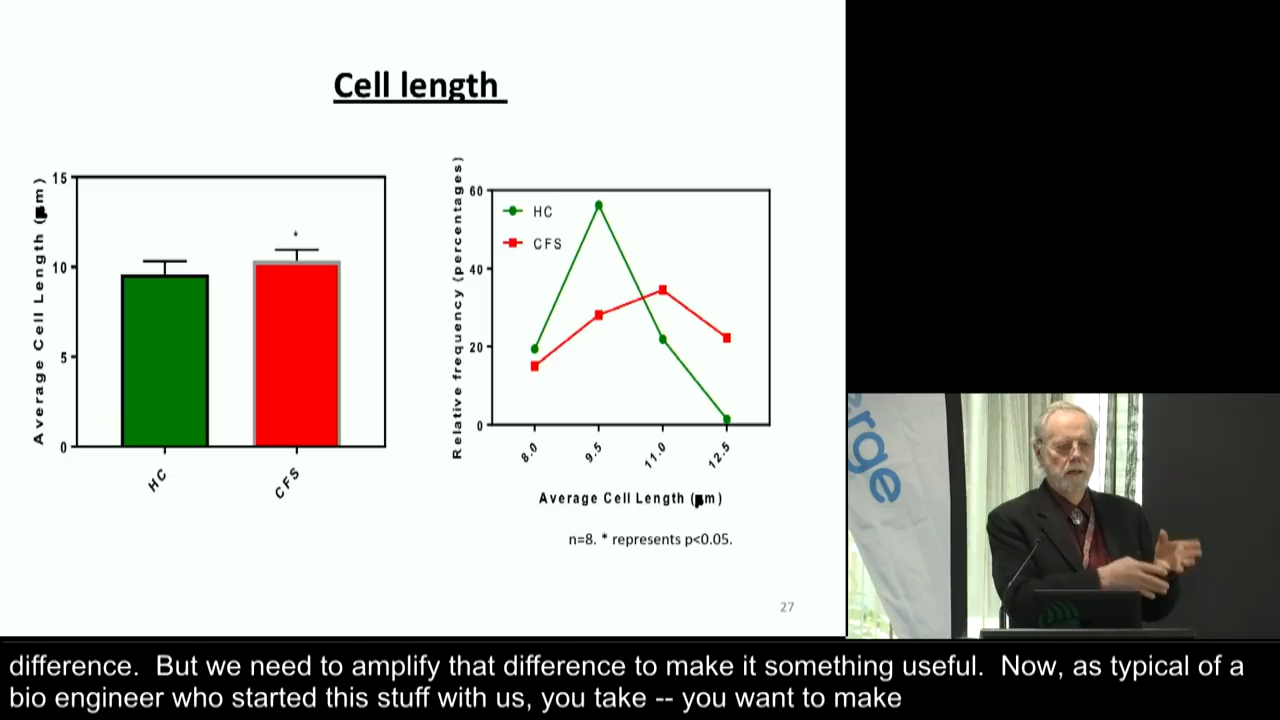 Cell length
Average Cell Length (µm)
15
10
5
0
*
HC
CFS
Relative frequency (percentages)
60
40
20
0
HC
CFS
8.0
9.5
11.0
12.5
Average Cell Length (µm)
n=8. * represents p<0.05.
27
erge
difference.  But we need to amplify that difference to make it something useful.  Now, as typical of a
bio engineer who started this stuff with us, you take -- you want to make